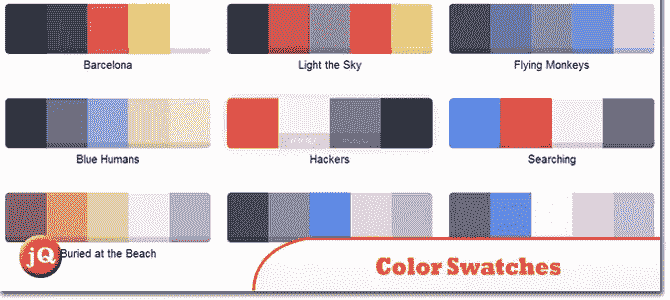 Barcelona Light the Sky Flying Monkeys
Blue Humans Hackers Searching
Buried at the Beach
jQ
Color Swatches